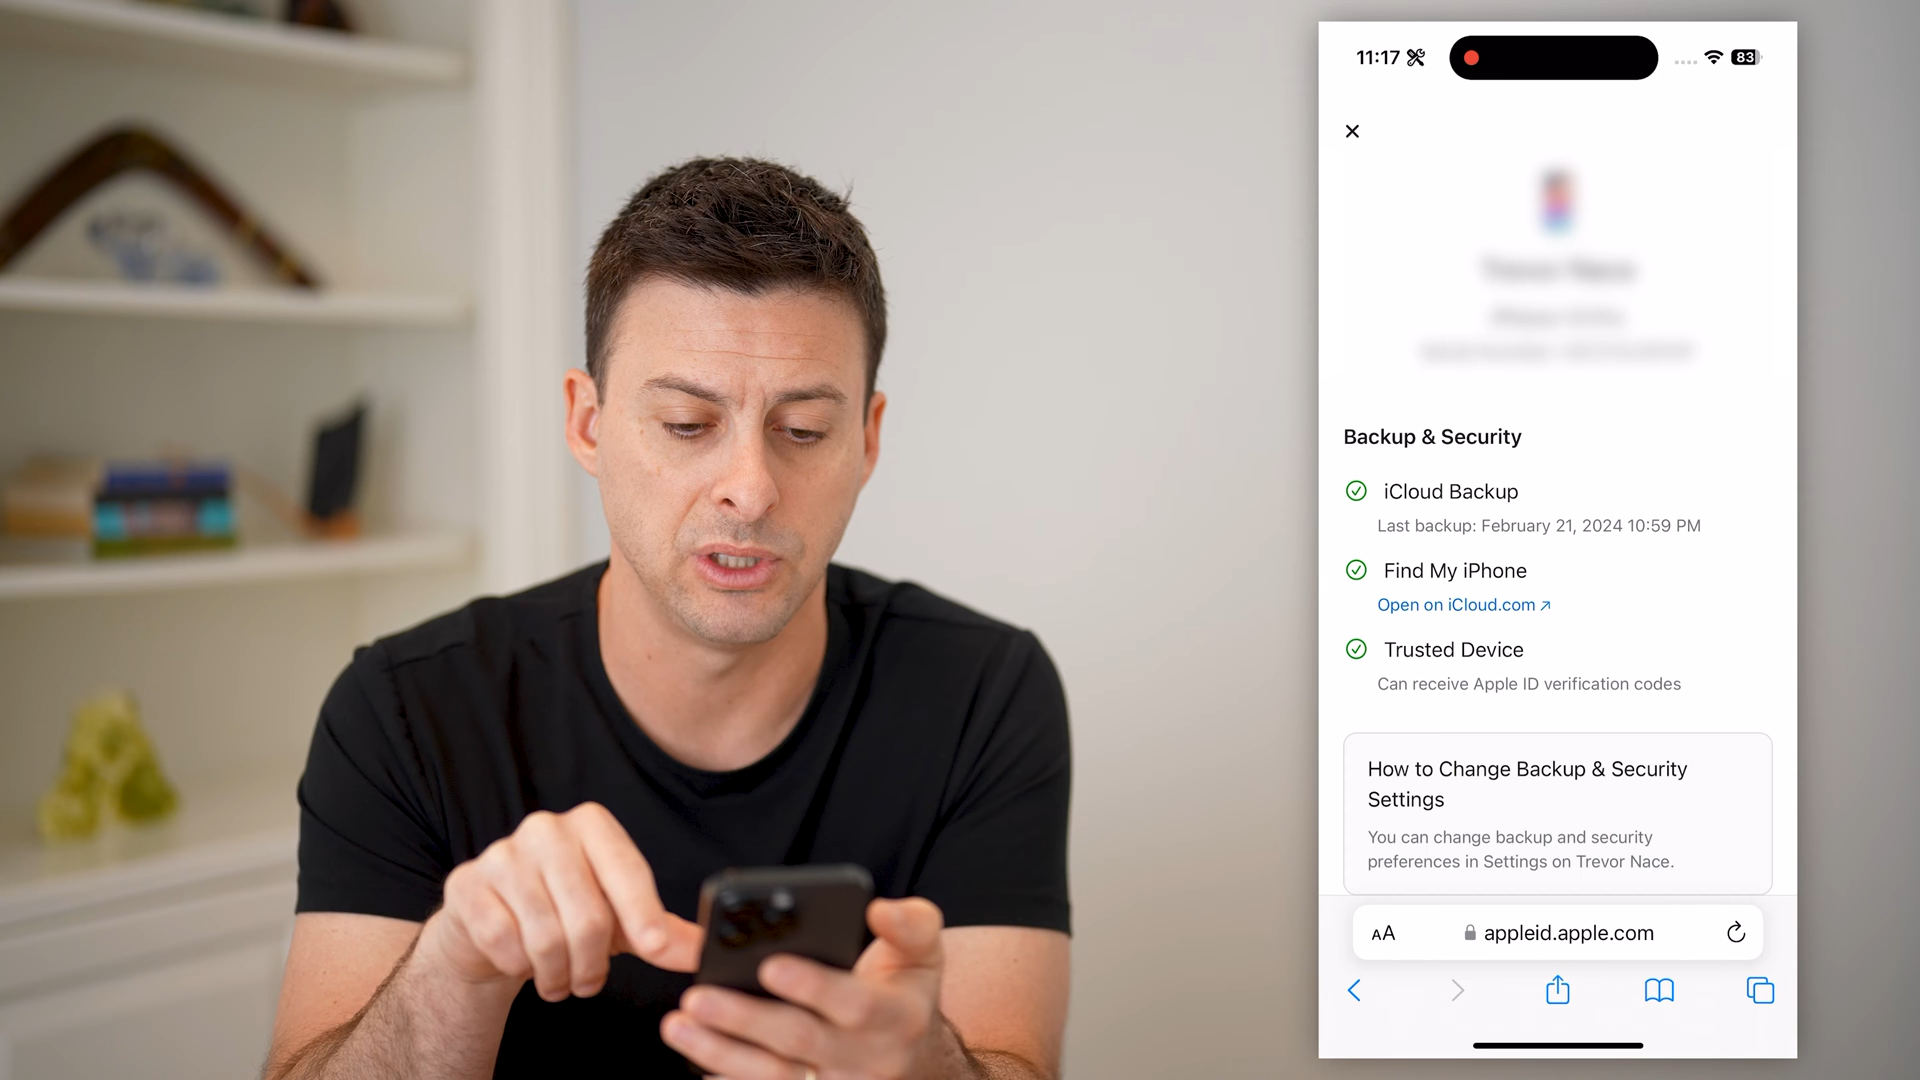 11:17
83
Backup & Security
iCloud Backup
Last backup: February 21, 2024 10:59 PM
Find My iPhone
Open on iCloud.com ↗
Trusted Device
Can receive Apple ID verification codes
How to Change Backup & Security
Settings
You can change backup and security
preferences in Settings on Trevor Nace.
AA appleid.apple.com